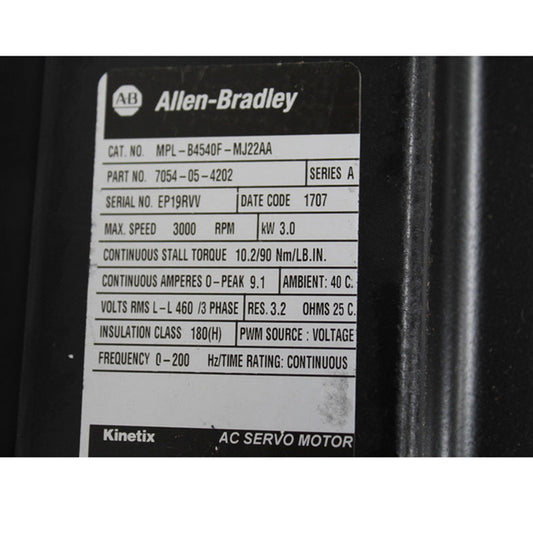 AB Allen-Bradley
CAT. NO. MPL-B4540F-MJ22AA
PART NO. 7054-05-4202 SERIES A
SERIAL NO. EP19RVV DATE CODE 1707
MAX. SPEED 3000 RPM kW 3.0
CONTINUOUS STALL TORQUE 10.2/90 Nm/LB.IN.
CONTINUOUS AMPERES 0-PEAK 9.1 AMBIENT: 40 C.
VOLTS RMS L-L 460 /3 PHASE RES. 3.2 OHMS 25 C.
INSULATION CLASS 180(H) PWM SOURCE : VOLTAGE
FREQUENCY 0-200 Hz/TIME RATING: CONTINUOUS
Kinetix AC SERVO MOTOR